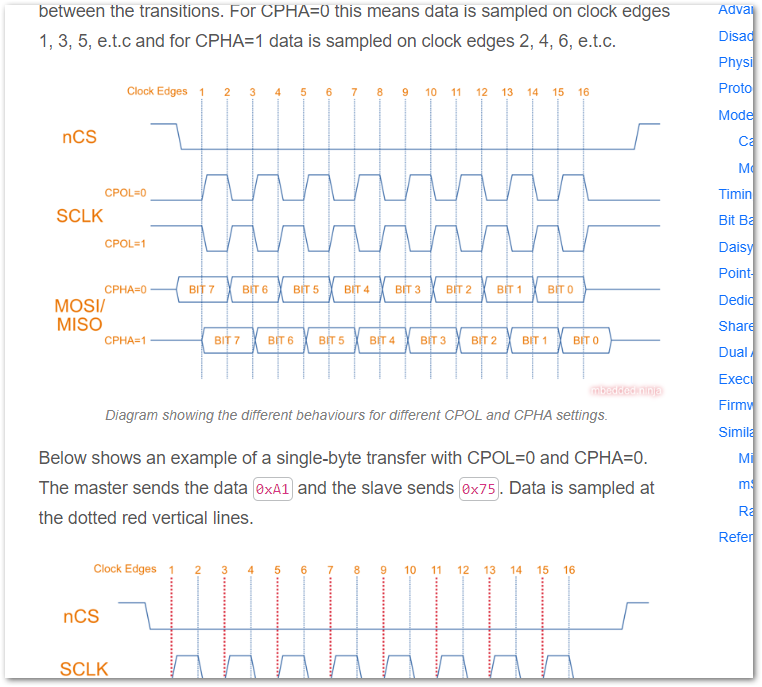 between the transitions. For CPHA=0 this means data is sampled on clock edges
1, 3, 5, e.t.c and for CPHA=1 data is sampled on clock edges 2, 4, 6, e.t.c.
Clock Edges 1 2 3 4 5 6 7 8 9 10 11 12 13 14 15 16
nCS
CPOL=0
SCLK
CPOL=1
CPHA=0 BIT 7 BIT 6 BIT 5 BIT 4 BIT 3 BIT 2 BIT 1 BIT 0
MOSI/
MISO
CPHA=1 BIT 7 BIT 6 BIT 5 BIT 4 BIT 3 BIT 2 BIT 1 BIT 0
mbedded.ninja
Diagram showing the different behaviours for different CPOL and CPHA settings.
Below shows an example of a single-byte transfer with CPOL=0 and CPHA=0.
The master sends the data 0xA1 and the slave sends 0x75. Data is sampled at
the dotted red vertical lines.
Clock Edges 1 2 3 4 5 6 7 8 9 10 11 12 13 14 15 16
nCS
SCLK
Advan
Disad
Physi
Proto
Mode
Ca
Mo
Timin
Bit Ba
Daisy
Point-
Dedic
Share
Dual A
Execu
Firmw
Simila
Mi
mS
Ra
Refer